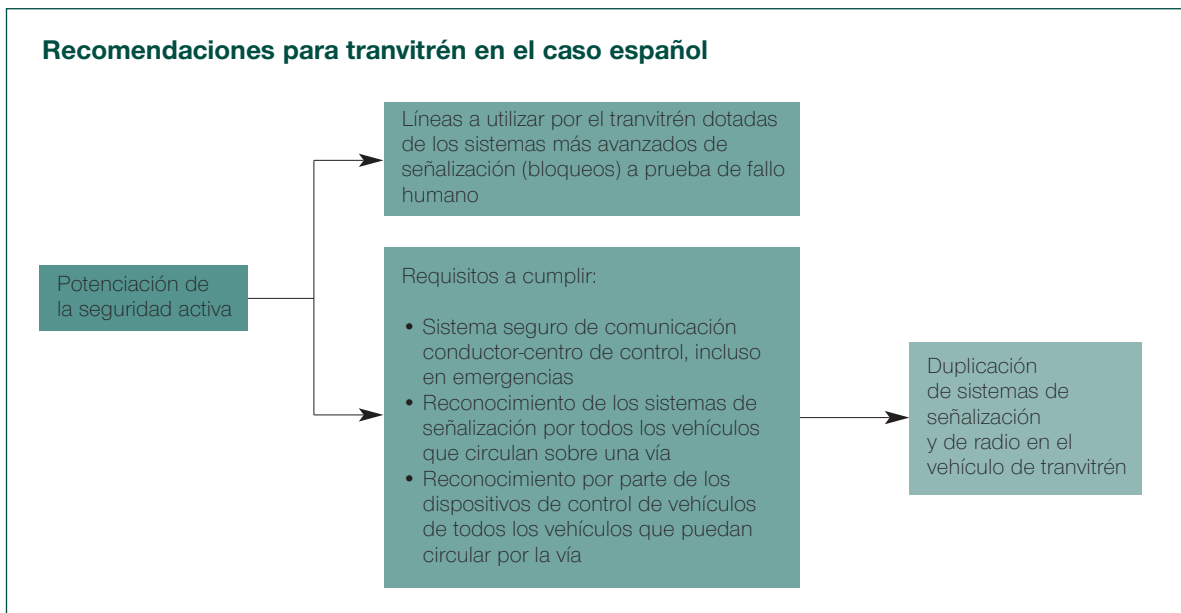 Recomendaciones para tranvitrén en el caso español
Líneas a utilizar por el tranvitrén dotadas
de los sistemas más avanzados de
señalización (bloqueos) a prueba de fallo
humano
Potenciación de
la seguridad activa
Requisitos a cumplir:
• Sistema seguro de comunicación
conductor-centro de control, incluso
en emergencias
• Reconocimiento de los sistemas de
señalización por todos los vehículos
que circulan sobre una vía
• Reconocimiento por parte de los
dispositivos de control de vehículos
de todos los vehículos que puedan
circular por la vía
Duplicación
de sistemas de
señalización
y de radio en el
vehículo de tranvitrén